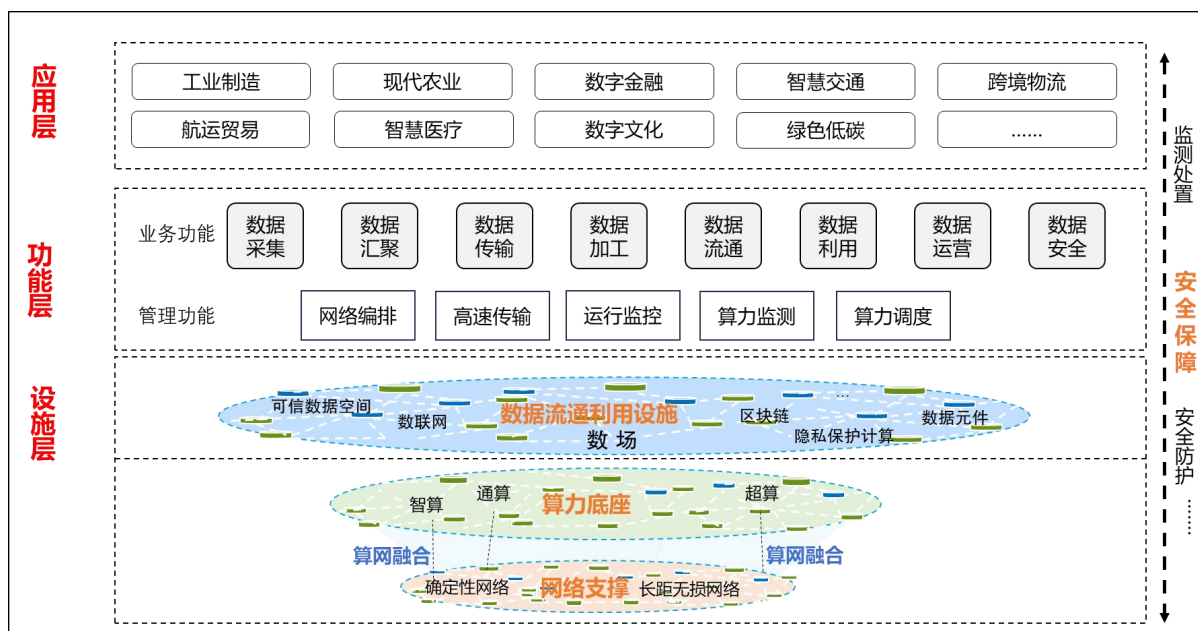 应用层
工业制造
现代农业
数字金融
智慧交通
跨境物流
航运贸易
智慧医疗
数字文化
绿色低碳
......
功能层
业务功能
数据
采集
数据
汇聚
数据
传输
数据
加工
数据
流通
数据
利用
数据
运营
数据
安全
管理功能
网络编排
高速传输
运行监控
算力监测
算力调度
设施层
可信数据空间
数联网
数据流通利用设施
数场
区块链
...
隐私保护计算
数据元件
智算
通算
算力底座
超算
算网融合
算网融合
确定性网络
...
网络支撑
长距无损网络
监测处置
安全保障
安全防护
......